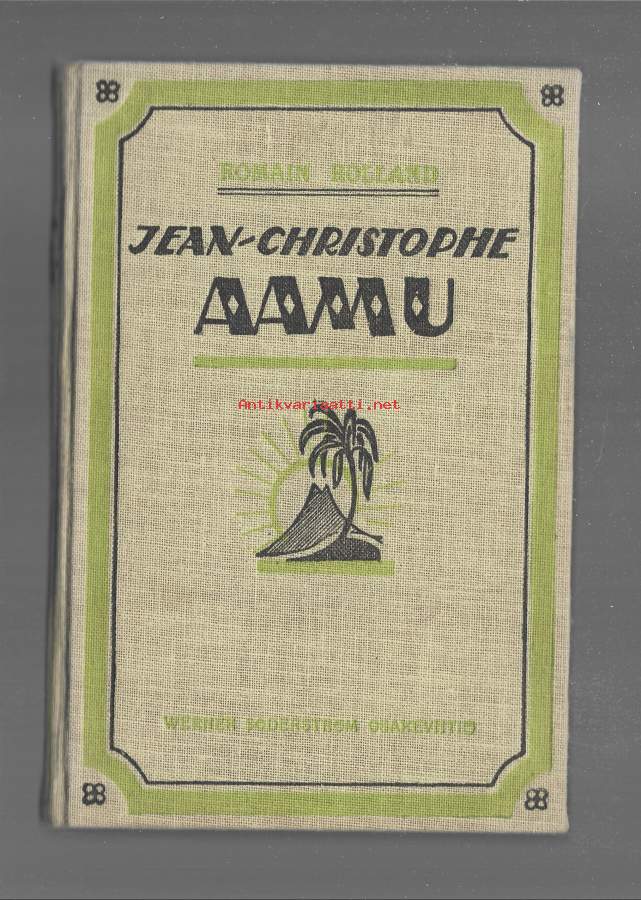 ROMAIN ROLLAND
JEAN-CHRISTOPHE
AAMU
Antikvariaatti.net
WERNER SÖDERSTRÖM OSAKEYHTIÖ